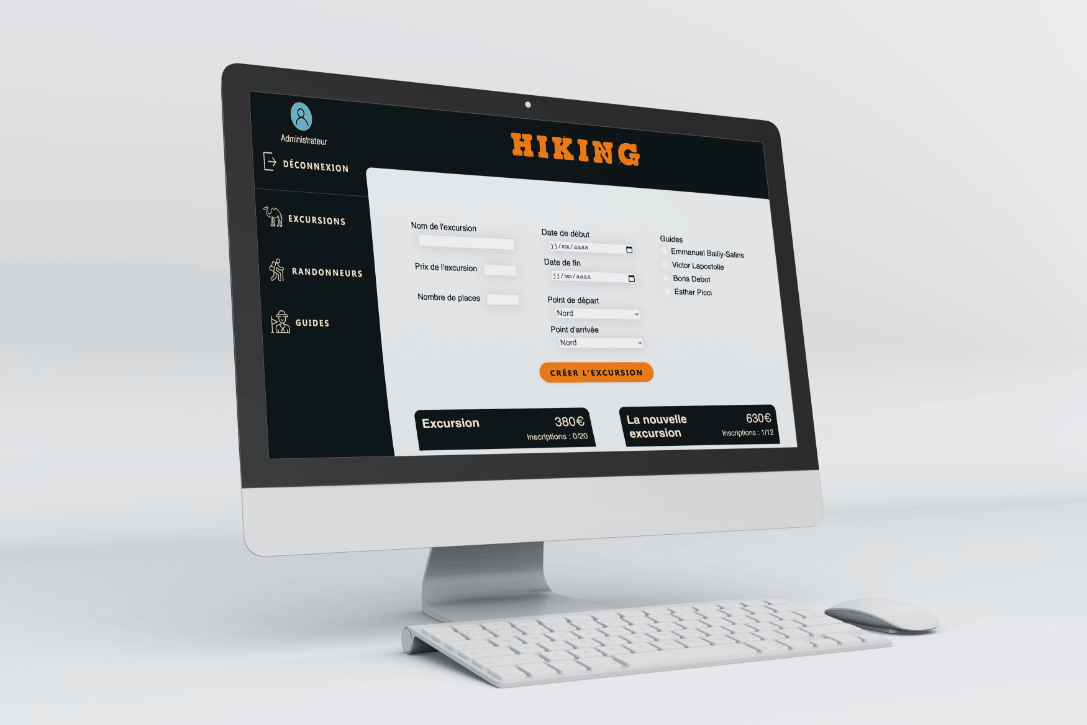 Administrateur
DÉCONNEXION
EXCURSIONS
RANDONNEURS
GUIDES
HIKING
Nom de l'excursion
Prix de l'excursion
Nombre de places
Date de début
jj/mm/aaaa
Date de fin
jj/mm/aaaa
Point de départ
Nord
Point d'arrivée
Nord
Guides
Emmanuel Bailly-Salins
Victor Lapostolle
Boris Debot
Esther Picci
CRÉER L'EXCURSION
Excursion
380€
Inscriptions : 0/20
La nouvelle
excursion
630€
Inscriptions : 1/12